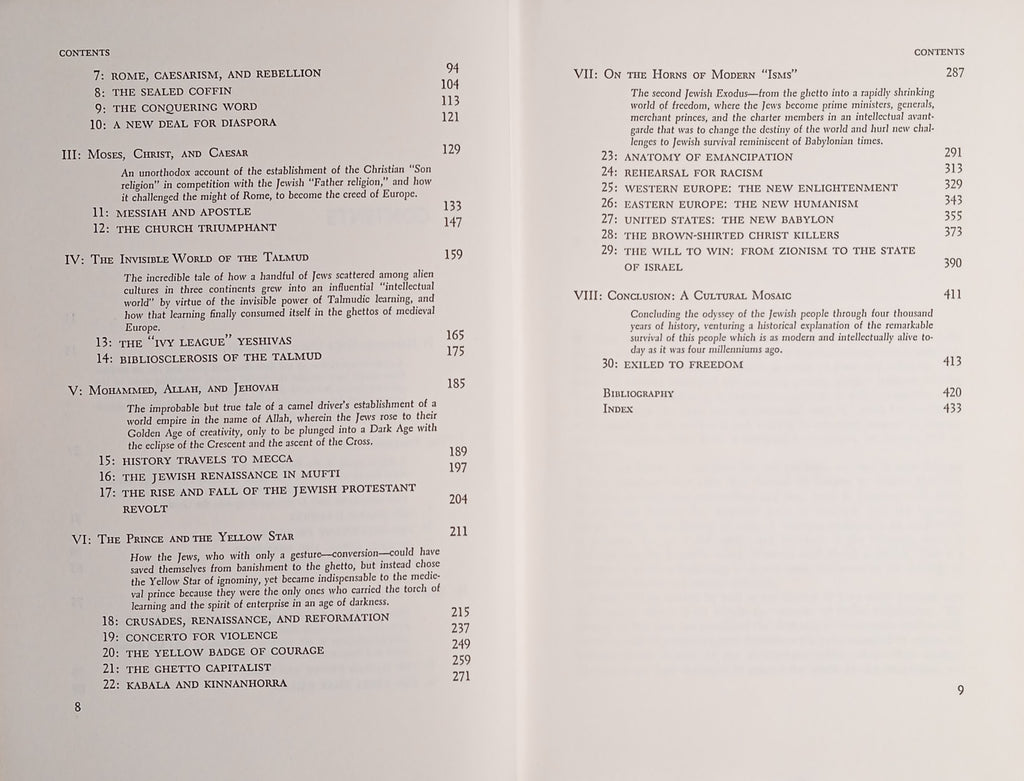 CONTENTS
7: ROME, CAESARISM, AND REBELLION 94
8: THE SEALED COFFIN 104
9: THE CONQUERING WORD 113
10: A NEW DEAL FOR DIASPORA 121
III: MOSES, CHRIST, AND CAESAR 129
An unorthodox account of the establishment of the Christian “Son
religion” in competition with the Jewish “Father religion,” and how
it challenged the might of Rome, to become the creed of Europe.
11: MESSIAH AND APOSTLE 133
12: THE CHURCH TRIUMPHANT 147
IV: THE INVISIBLE WORLD OF THE TALMUD 159
The incredible tale of how a handful of Jews scattered among alien
cultures in three continents grew into an influential “intellectual
world” by virtue of the invisible power of Talmudic learning, and
how that learning finally consumed itself in the ghettos of medieval
Europe.
13: THE “IVY LEAGUE” YESHIVAS 165
14: BIBLIOSCLEROSIS OF THE TALMUD 175
V: MOHAMMED, ALLAH, AND JEHOVAH 185
The improbable but true tale of a camel driver’s establishment of a
world empire in the name of Allah, wherein the Jews rose to their
Golden Age of creativity, only to be plunged into a Dark Age with
the eclipse of the Crescent and the ascent of the Cross.
15: HISTORY TRAVELS TO MECCA 189
16: THE JEWISH RENAISSANCE IN MUFTI 197
17: THE RISE AND FALL OF THE JEWISH PROTESTANT
REVOLT 204
VI: THE PRINCE AND THE YELLOW STAR 211
How the Jews, who with only a gesture—conversion—could have
saved themselves from banishment to the ghetto, but instead chose
the Yellow Star of ignominy, yet became indispensable to the medie-
val prince because they were the only ones who carried the torch of
learning and the spirit of enterprise in an age of darkness.
18: CRUSADES, RENAISSANCE, AND REFORMATION 215
19: CONCERTO FOR VIOLENCE 237
20: THE YELLOW BADGE OF COURAGE 249
21: THE GHETTO CAPITALIST 259
22: KABALA AND KINNANHORRA 271
8
CONTENTS
VII: ON THE HORNS OF MODERN “ISMS” 287
The second Jewish Exodus—from the ghetto into a rapidly shrinking
world of freedom, where the Jews become prime ministers, generals,
merchant princes, and the charter members in an intellectual avant-
garde that was to change the destiny of the world and hurl new chal-
lenges to Jewish survival reminiscent of Babylonian times.
23: ANATOMY OF EMANCIPATION 291
24: REHEARSAL FOR RACISM 313
25: WESTERN EUROPE: THE NEW ENLIGHTENMENT 329
26: EASTERN EUROPE: THE NEW HUMANISM 343
27: UNITED STATES: THE NEW BABYLON 355
28: THE BROWN-SHIRTED CHRIST KILLERS 373
29: THE WILL TO WIN: FROM ZIONISM TO THE STATE
OF ISRAEL 390
VIII: CONCLUSION: A CULTURAL MOSAIC 411
Concluding the odyssey of the Jewish people through four thousand
years of history, venturing a historical explanation of the remarkable
survival of this people which is as modern and intellectually alive to-
day as it was four millenniums ago.
30: EXILED TO FREEDOM 413
BIBLIOGRAPHY 420
INDEX 433
9